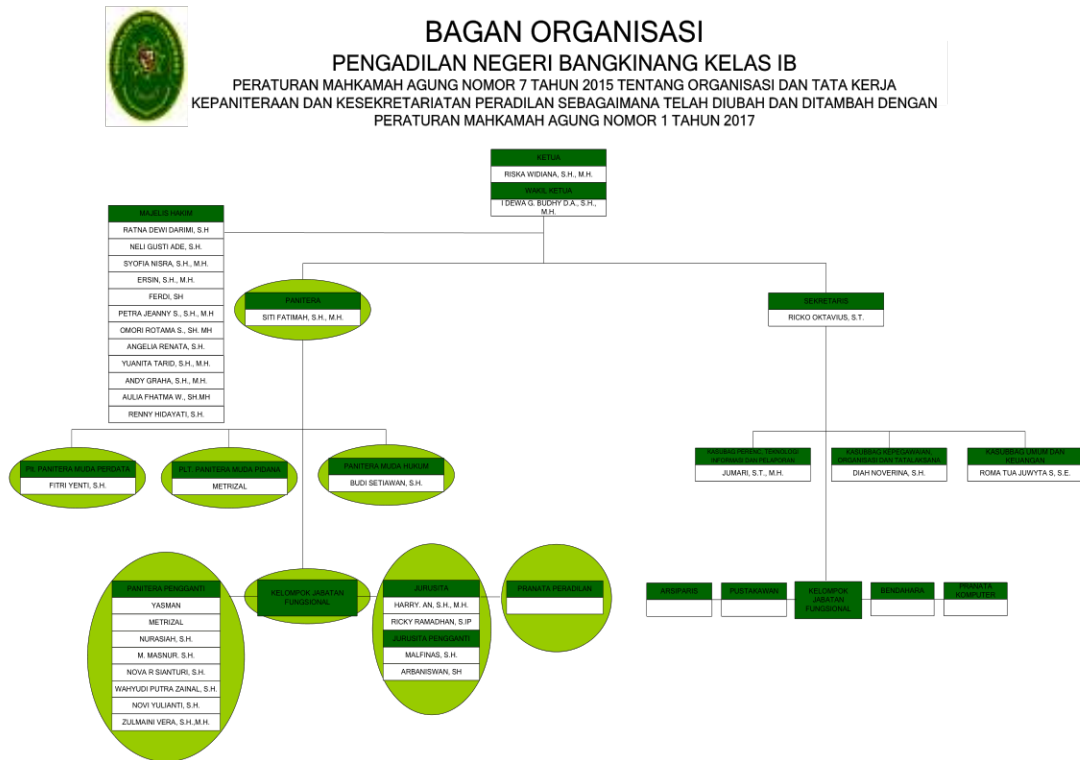 BAGAN ORGANISASI
PENGADILAN NEGERI BANGKINANG KELAS IB
PERATURAN MAHKAMAH AGUNG NOMOR 7 TAHUN 2015 TENTANG ORGANISASI DAN TATA KERJA
KEPANITERAAN DAN KESEKRETARIATAN PERADILAN SEBAGAIMANA TELAH DIUBAH DAN DITAMBAH DENGAN
PERATURAN MAHKAMAH AGUNG NOMOR 1 TAHUN 2017
KETUA
RISKA WIDIANA, S.H., M.H.
WAKIL KETUA
I DEWA G. BUDHY D.A., S.H.,
M.H.
MAJELIS HAKIM
RATNA DEWI DARIMI, S.H
NELI GUSTI ADE, S.H.
SYOFIA NISRA, S.H., M.H.
ERSIN, S.H., M.H.
FERDI, SH
PETRA JEANNY S., S.H., M.H
OMORI ROTAMA S., SH. MH
ANGELIA RENATA, S.H.
YUANITA TARID, S.H., M.H.
ANDY GRAHA, S.H., M.H.
AULIA FHATMA W., SH.MH
RENNY HIDAYATI, S.H.
PANITERA
SITI FATIMAH, S.H., M.H.
SEKRETARIS
RICKO OKTAVIUS, S.T.
PANITERA MUDA PERDATA
FITRI YENTI, S.H.
PLT. PANITERA MUDA PIDANA
METRIZAL
PANITERA MUDA HUKUM
BUDI SETIAWAN, S.H.
KASUBAG PERENC, TEKNOLOGI
INFORMASI DAN PELAPORAN
JUMARI, S.T., M.H.
KASUBBAG KEPEGAWAIAN,
ORGANISASI DAN TATALAKSANA
DIAH NOVERINA, S.H.
KASUBBAG UMUM DAN
KEUANGAN
ROMA TUA JUWYTA S, S.E.
PANITERA PENGGANTI
YASMAN
METRIZAL
NURASIAH, S.H.
M. MASNUR. S.H.
NOVA R SIANTURI, S.H.
WAHYUDI PUTRA ZAINAL, S.H.
NOVI YULIANTI, S.H.
ZULMAINI VERA, S.H.,M.H.
KELOMPOK JABATAN
FUNGSIONAL
JURUSITA
HARRY. AN, S.H., M.H.
RICKY RAMADHAN, S.IP
JURUSITA PENGGANTI
MALFINAS, S.H.
ARBANISWAN, SH
PRANATA PERADILAN
ARSIPARIS
PUSTAKAWAN
KELOMPOK
JABATAN
FUNGSIONAL
BENDAHARA
PRANATA
KOMPUTER